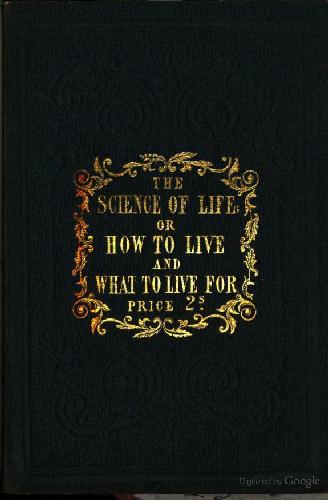 THE
SCIENCE OF LIFE;
OR
HOW TO LIVE
AND
WHAT TO LIVE FOR
PRICE 2S.
Digitized by Google